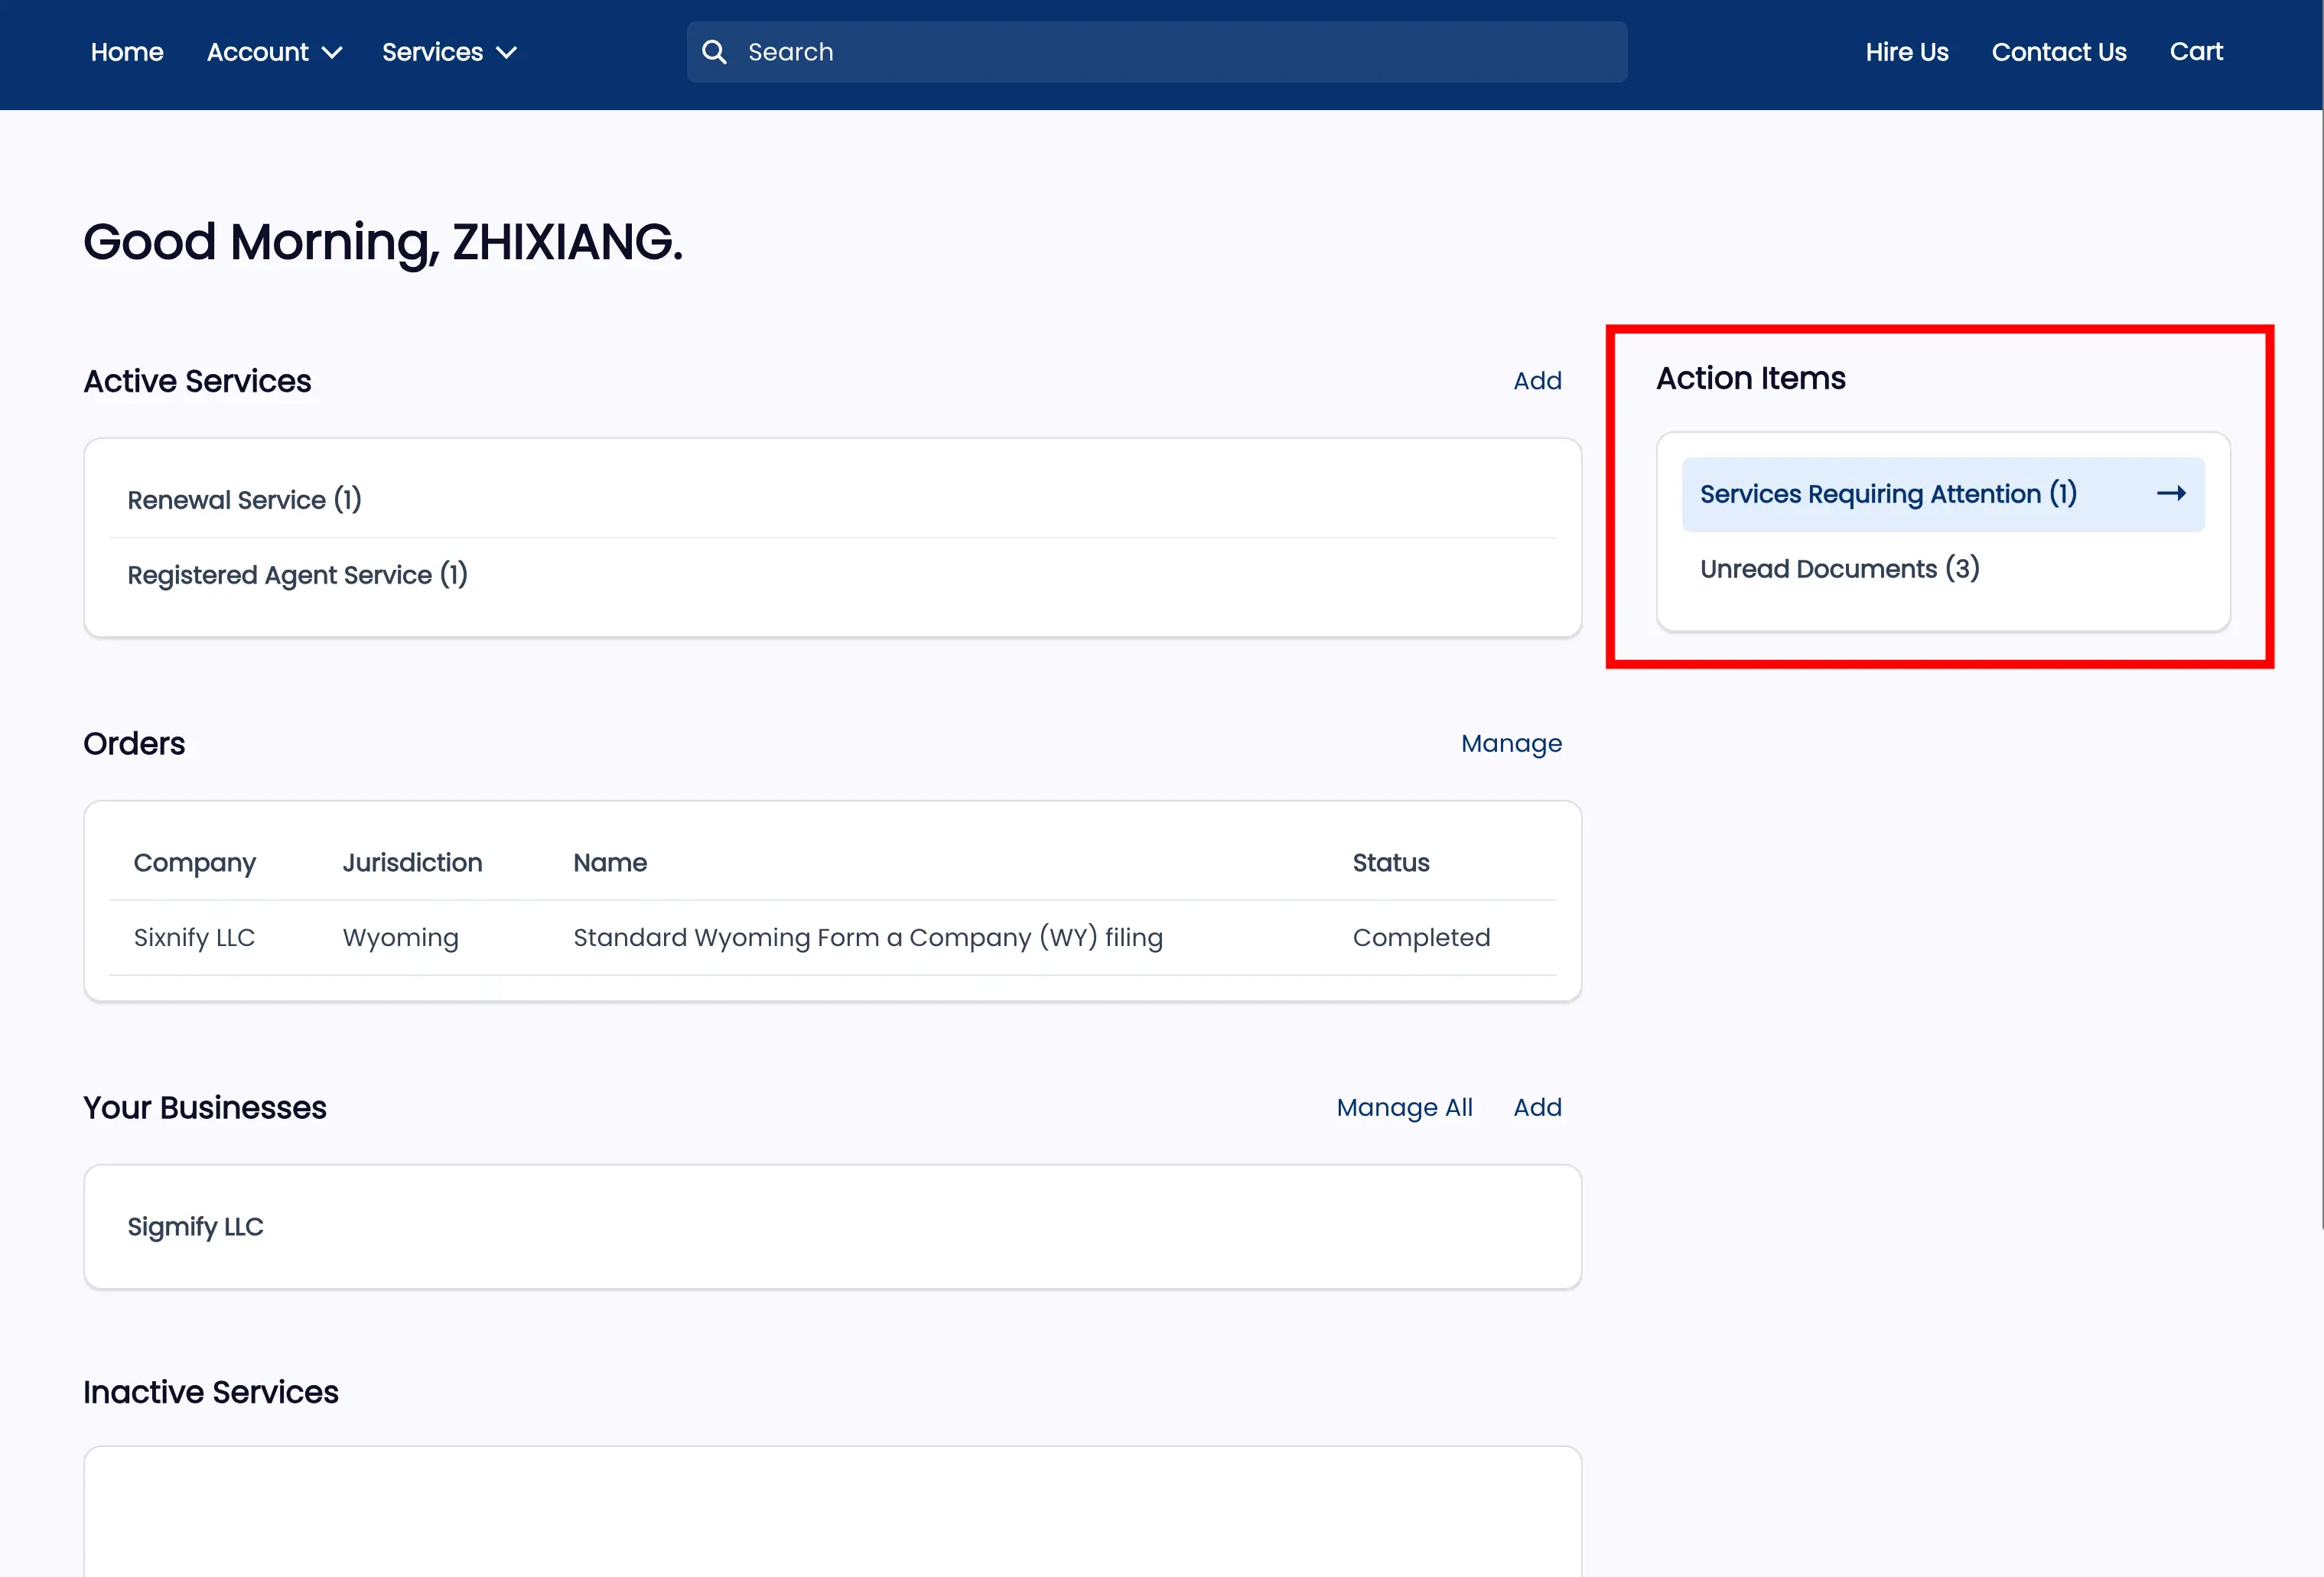 Home Account Services Search Hire Us Contact Us Cart
Good Morning, ZHIXIANG.
Active Services Add
Renewal Service (1)
Registered Agent Service (1)
Action Items
Services Requiring Attention (1)
Unread Documents (3)
Orders Manage
Company Jurisdiction Name Status
Sixnify LLC Wyoming Standard Wyoming Form a Company (WY) filing Completed
Your Businesses Manage All Add
Sigmify LLC
Inactive Services